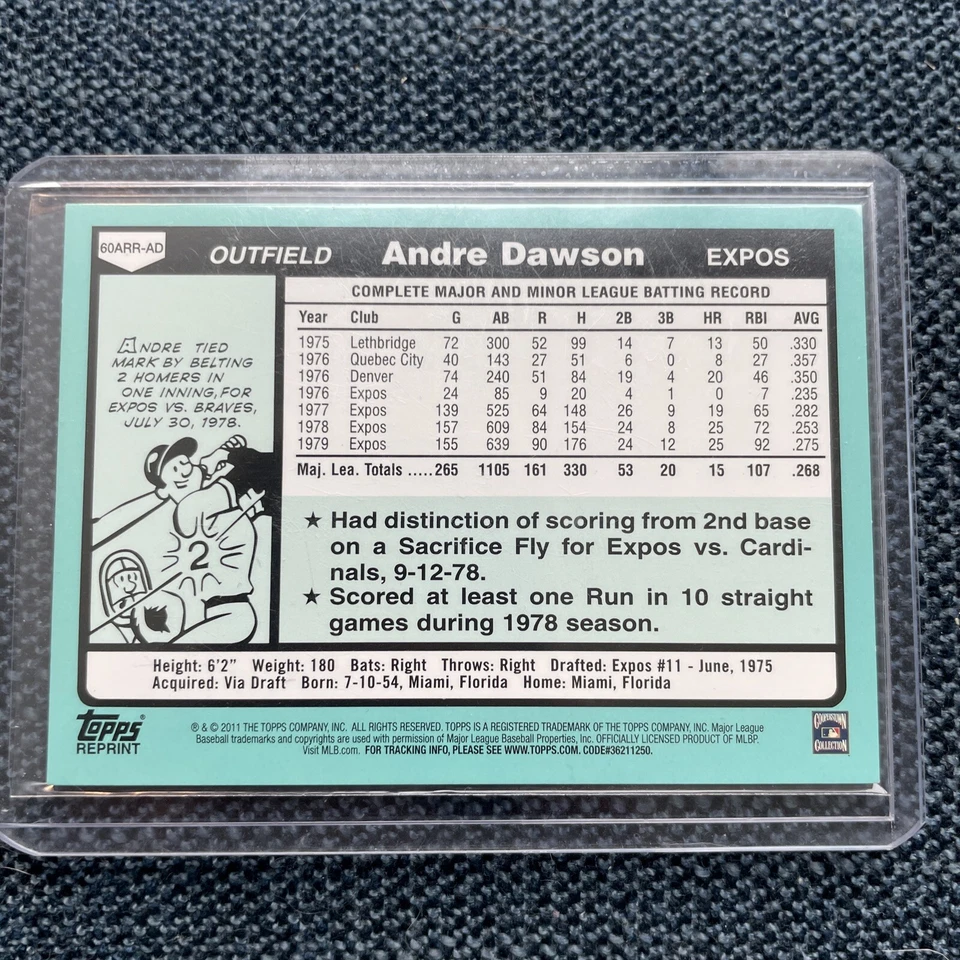 60ARR-AD
OUTFIELD Andre Dawson EXPOS
ANDRE TIED
MARK BY BELTING
2 HOMERS IN
ONE INNING, FOR
EXPOS VS. BRAVES,
JULY 30, 1978.
2
COMPLETE MAJOR AND MINOR LEAGUE BATTING RECORD
Year Club G AB R H 2B 3B HR RBI AVG
1975 Lethbridge 72 300 52 99 14 7 13 50 .330
1976 Quebec City 40 143 27 51 6 0 8 27 .357
1976 Denver 74 240 51 84 19 4 20 46 .350
1976 Expos 24 85 9 20 4 1 0 7 .235
1977 Expos 139 525 64 148 26 9 19 65 .282
1978 Expos 157 609 84 154 24 8 25 72 .253
1979 Expos 155 639 90 176 24 12 25 92 .275
Maj. Lea. Totals .....265 1105 161 330 53 20 15 107 .268
★ Had distinction of scoring from 2nd base
on a Sacrifice Fly for Expos vs. Cardi-
nals, 9-12-78.
★ Scored at least one Run in 10 straight
games during 1978 season.
Height: 6'2" Weight: 180 Bats: Right Throws: Right Drafted: Expos #11 - June, 1975
Acquired: Via Draft Born: 7-10-54, Miami, Florida Home: Miami, Florida
Topps®
REPRINT
® & © 2011 THE TOPPS COMPANY, INC. ALL RIGHTS RESERVED. TOPPS IS A REGISTERED TRADEMARK OF THE TOPPS COMPANY, INC. Major League
Baseball trademarks and copyrights are used with permission of Major League Baseball Properties, Inc. OFFICIALLY LICENSED PRODUCT OF MLBP.
Visit MLB.com. FOR TRACKING INFO, PLEASE SEE WWW.TOPPS.COM. CODE#36211250.
COOPERSTOWN
COLLECTION